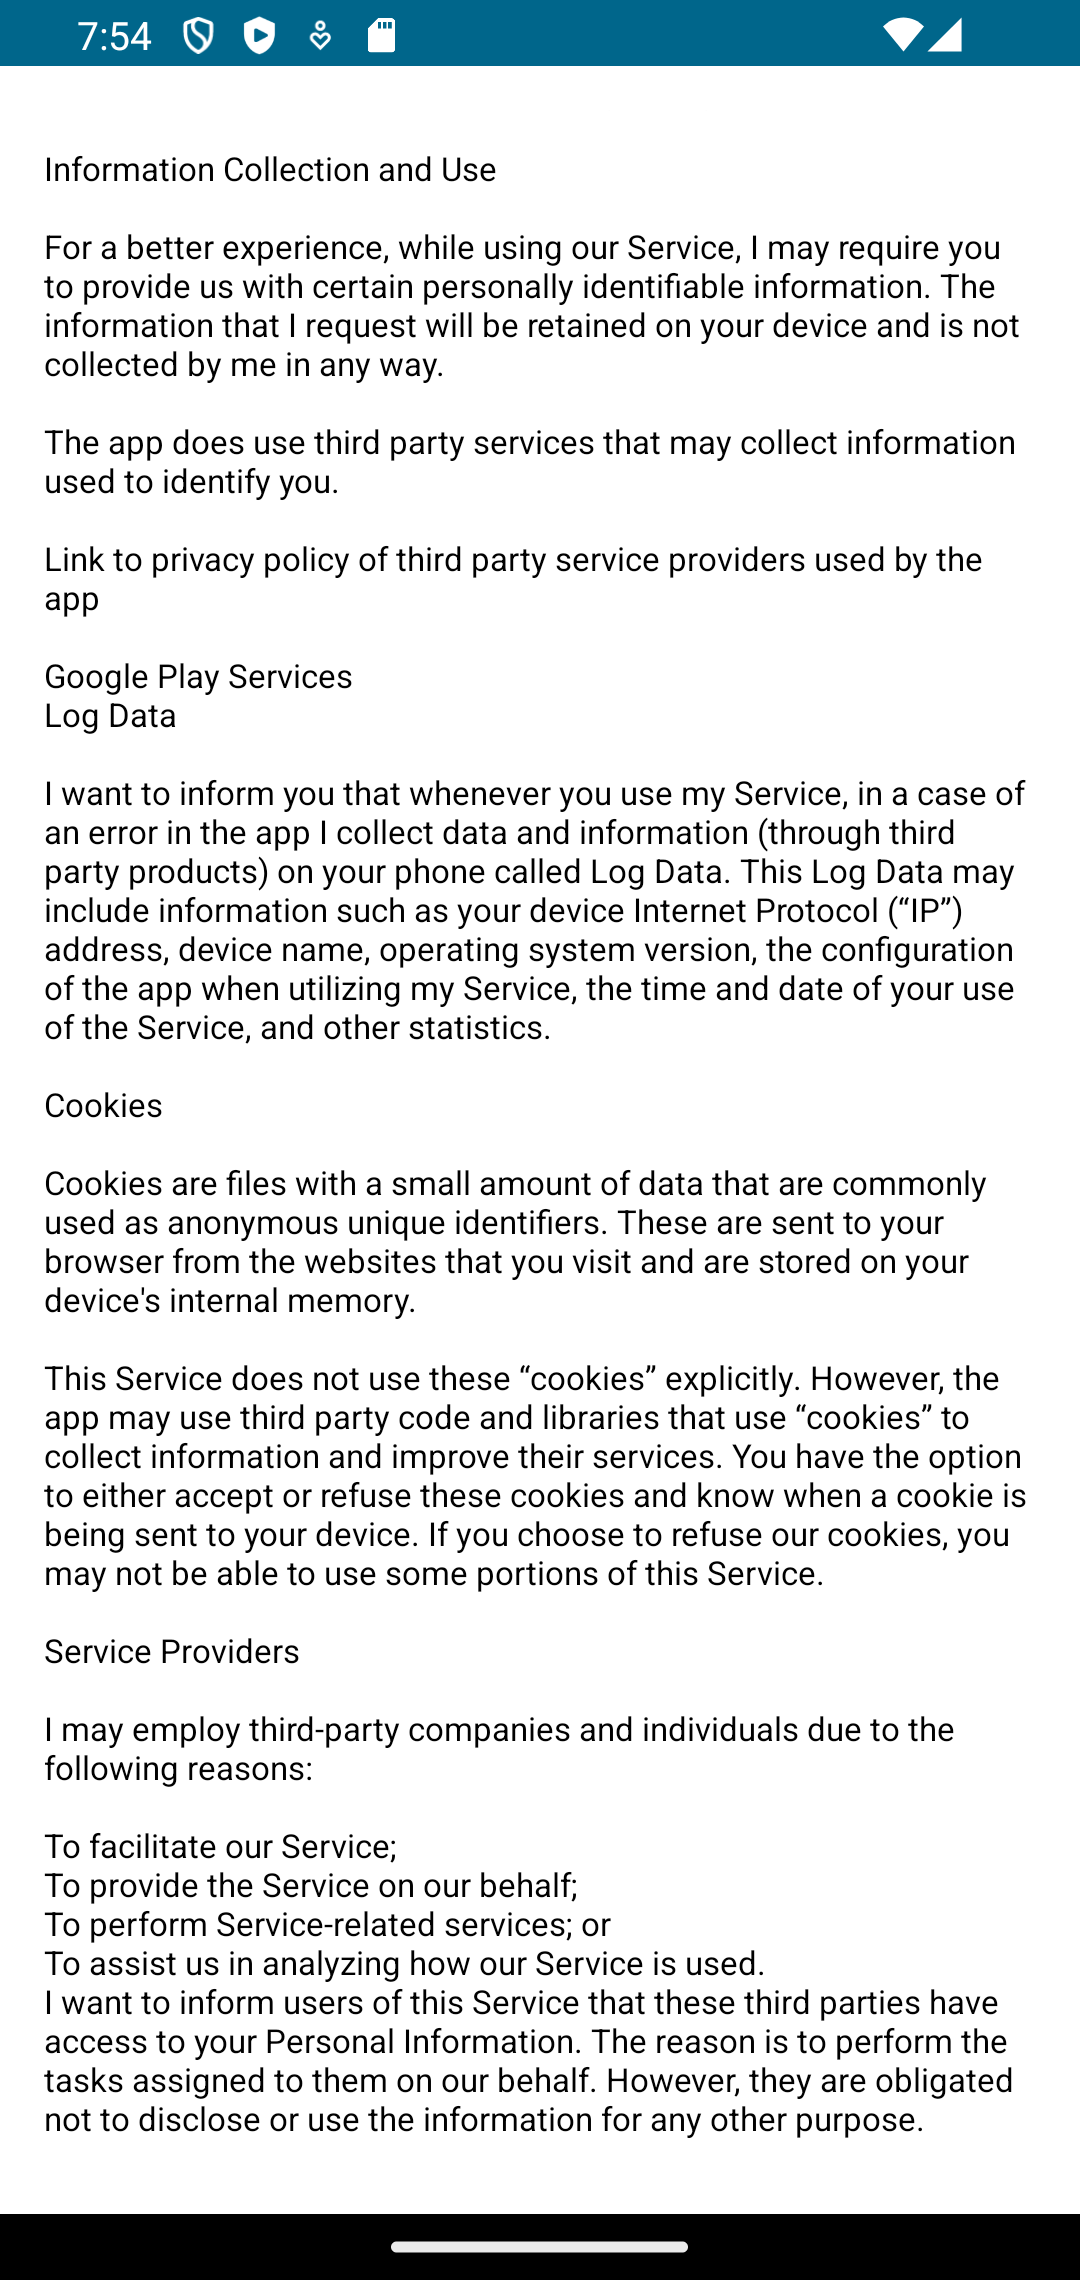 7:54
Information Collection and Use
For a better experience, while using our Service, I may require you
to provide us with certain personally identifiable information. The
information that I request will be retained on your device and is not
collected by me in any way.
The app does use third party services that may collect information
used to identify you.
Link to privacy policy of third party service providers used by the
app
Google Play Services
Log Data
I want to inform you that whenever you use my Service, in a case of
an error in the app I collect data and information (through third
party products) on your phone called Log Data. This Log Data may
include information such as your device Internet Protocol (“IP”)
address, device name, operating system version, the configuration
of the app when utilizing my Service, the time and date of your use
of the Service, and other statistics.
Cookies
Cookies are files with a small amount of data that are commonly
used as anonymous unique identifiers. These are sent to your
browser from the websites that you visit and are stored on your
device's internal memory.
This Service does not use these “cookies” explicitly. However, the
app may use third party code and libraries that use “cookies” to
collect information and improve their services. You have the option
to either accept or refuse these cookies and know when a cookie is
being sent to your device. If you choose to refuse our cookies, you
may not be able to use some portions of this Service.
Service Providers
I may employ third-party companies and individuals due to the
following reasons:
To facilitate our Service;
To provide the Service on our behalf;
To perform Service-related services; or
To assist us in analyzing how our Service is used.
I want to inform users of this Service that these third parties have
access to your Personal Information. The reason is to perform the
tasks assigned to them on our behalf. However, they are obligated
not to disclose or use the information for any other purpose.